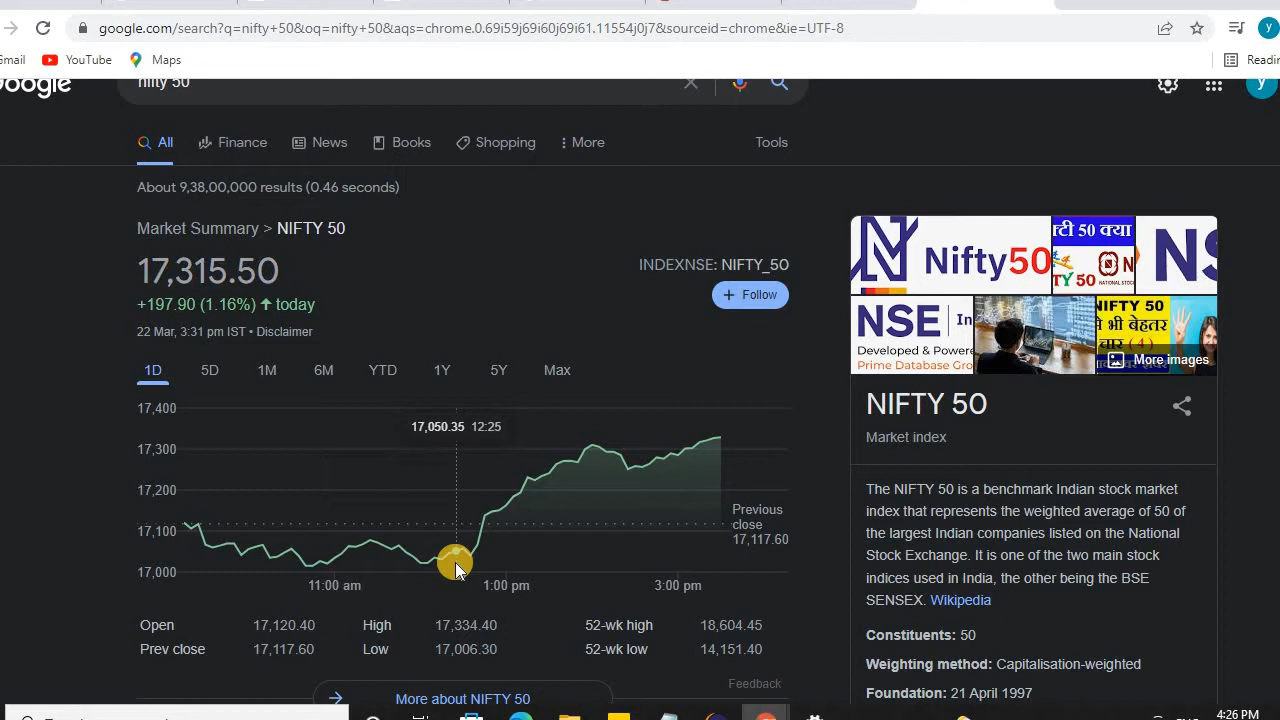 google.com/search?q=nifty+50&oq=nifty+50&aqs=chrome.0.69i59j69i60j69i61.11554j0j7&sourceid=chrome&ie=UTF-8
y
Gmail YouTube Maps
nifty 50
y
All Finance News Books Shopping More Tools
About 9,38,00,000 results (0.46 seconds)
Market Summary > NIFTY 50
17,315.50
+197.90 (1.16%) today
22 Mar, 3:31 pm IST • Disclaimer
INDEXNSE: NIFTY_50
+ Follow
1D 5D 1M 6M YTD 1Y 5Y Max
17,400
17,050.35 12:25
17,300
17,200
17,100
17,000
Previous
close
17,117.60
11:00 am 1:00 pm 3:00 pm
Open 17,120.40 High 17,334.40 52-wk high 18,604.45
Prev close 17,117.60 Low 17,006.30 52-wk low 14,151.40
Feedback
More about NIFTY 50
Nifty50
50 क्या
NSE
Developed & Powere
Prime Database Gro
NIFTY 50
भी बेहतर
More images
NIFTY 50
Market index
The NIFTY 50 is a benchmark Indian stock market
index that represents the weighted average of 50 of
the largest Indian companies listed on the National
Stock Exchange. It is one of the two main stock
indices used in India, the other being the BSE
SENSEX. Wikipedia
Constituents: 50
Weighting method: Capitalisation-weighted
Foundation: 21 April 1997
4:26 PM